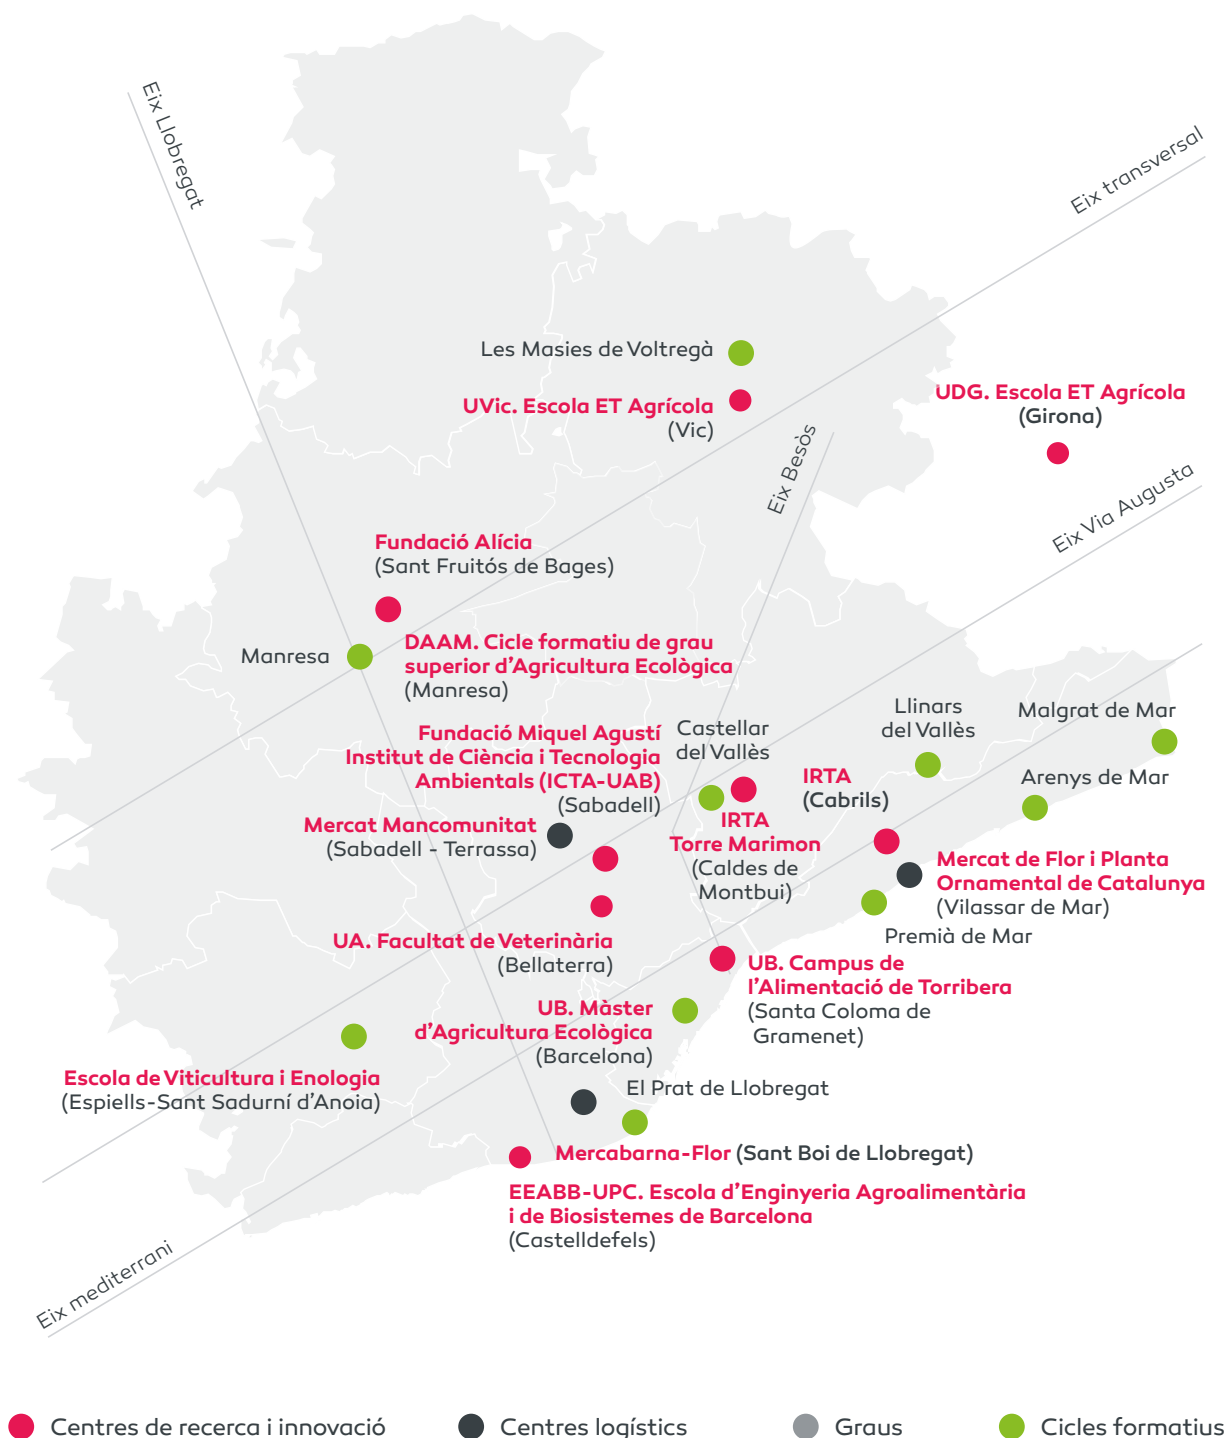 Eix Llobregat
Eix transversal
Les Masies de Voltregà
UVic. Escola ET Agrícola
(Vic)
UDG. Escola ET Agrícola
(Girona)
Eix Besòs
Eix Via Augusta
Fundació Alícia
(Sant Fruitós de Bages)
Manresa
DAAM. Cicle formatiu de grau
superior d'Agricultura Ecològica
(Manresa)
Fundació Miquel Agustí
Institut de Ciència i Tecnologia
Ambientals (ICTA-UAB)
(Sabadell)
Castellar
del Vallès
Llinars
del Vallès
Malgrat de Mar
Arenys de Mar
IRTA
(Cabrils)
IRTA
Torre Marimon
(Caldes de
Montbui)
Mercat Mancomunitat
(Sabadell - Terrassa)
Mercat de Flor i Planta
Ornamental de Catalunya
(Vilassar de Mar)
Premià de Mar
UA. Facultat de Veterinària
(Bellaterra)
UB. Campus de
l'Alimentació de Torribera
(Santa Coloma de
Gramenet)
UB. Màster
d'Agricultura Ecològica
(Barcelona)
Escola de Viticultura i Enologia
(Espiells-Sant Sadurní d'Anoia)
El Prat de Llobregat
Mercabarna-Flor (Sant Boi de Llobregat)
EEABB-UPC. Escola d'Enginyeria Agroalimentària
i de Biosistemes de Barcelona
(Castelldefels)
Eix mediterrani
Centres de recerca i innovació
Centres logístics
Graus
Cicles formatius